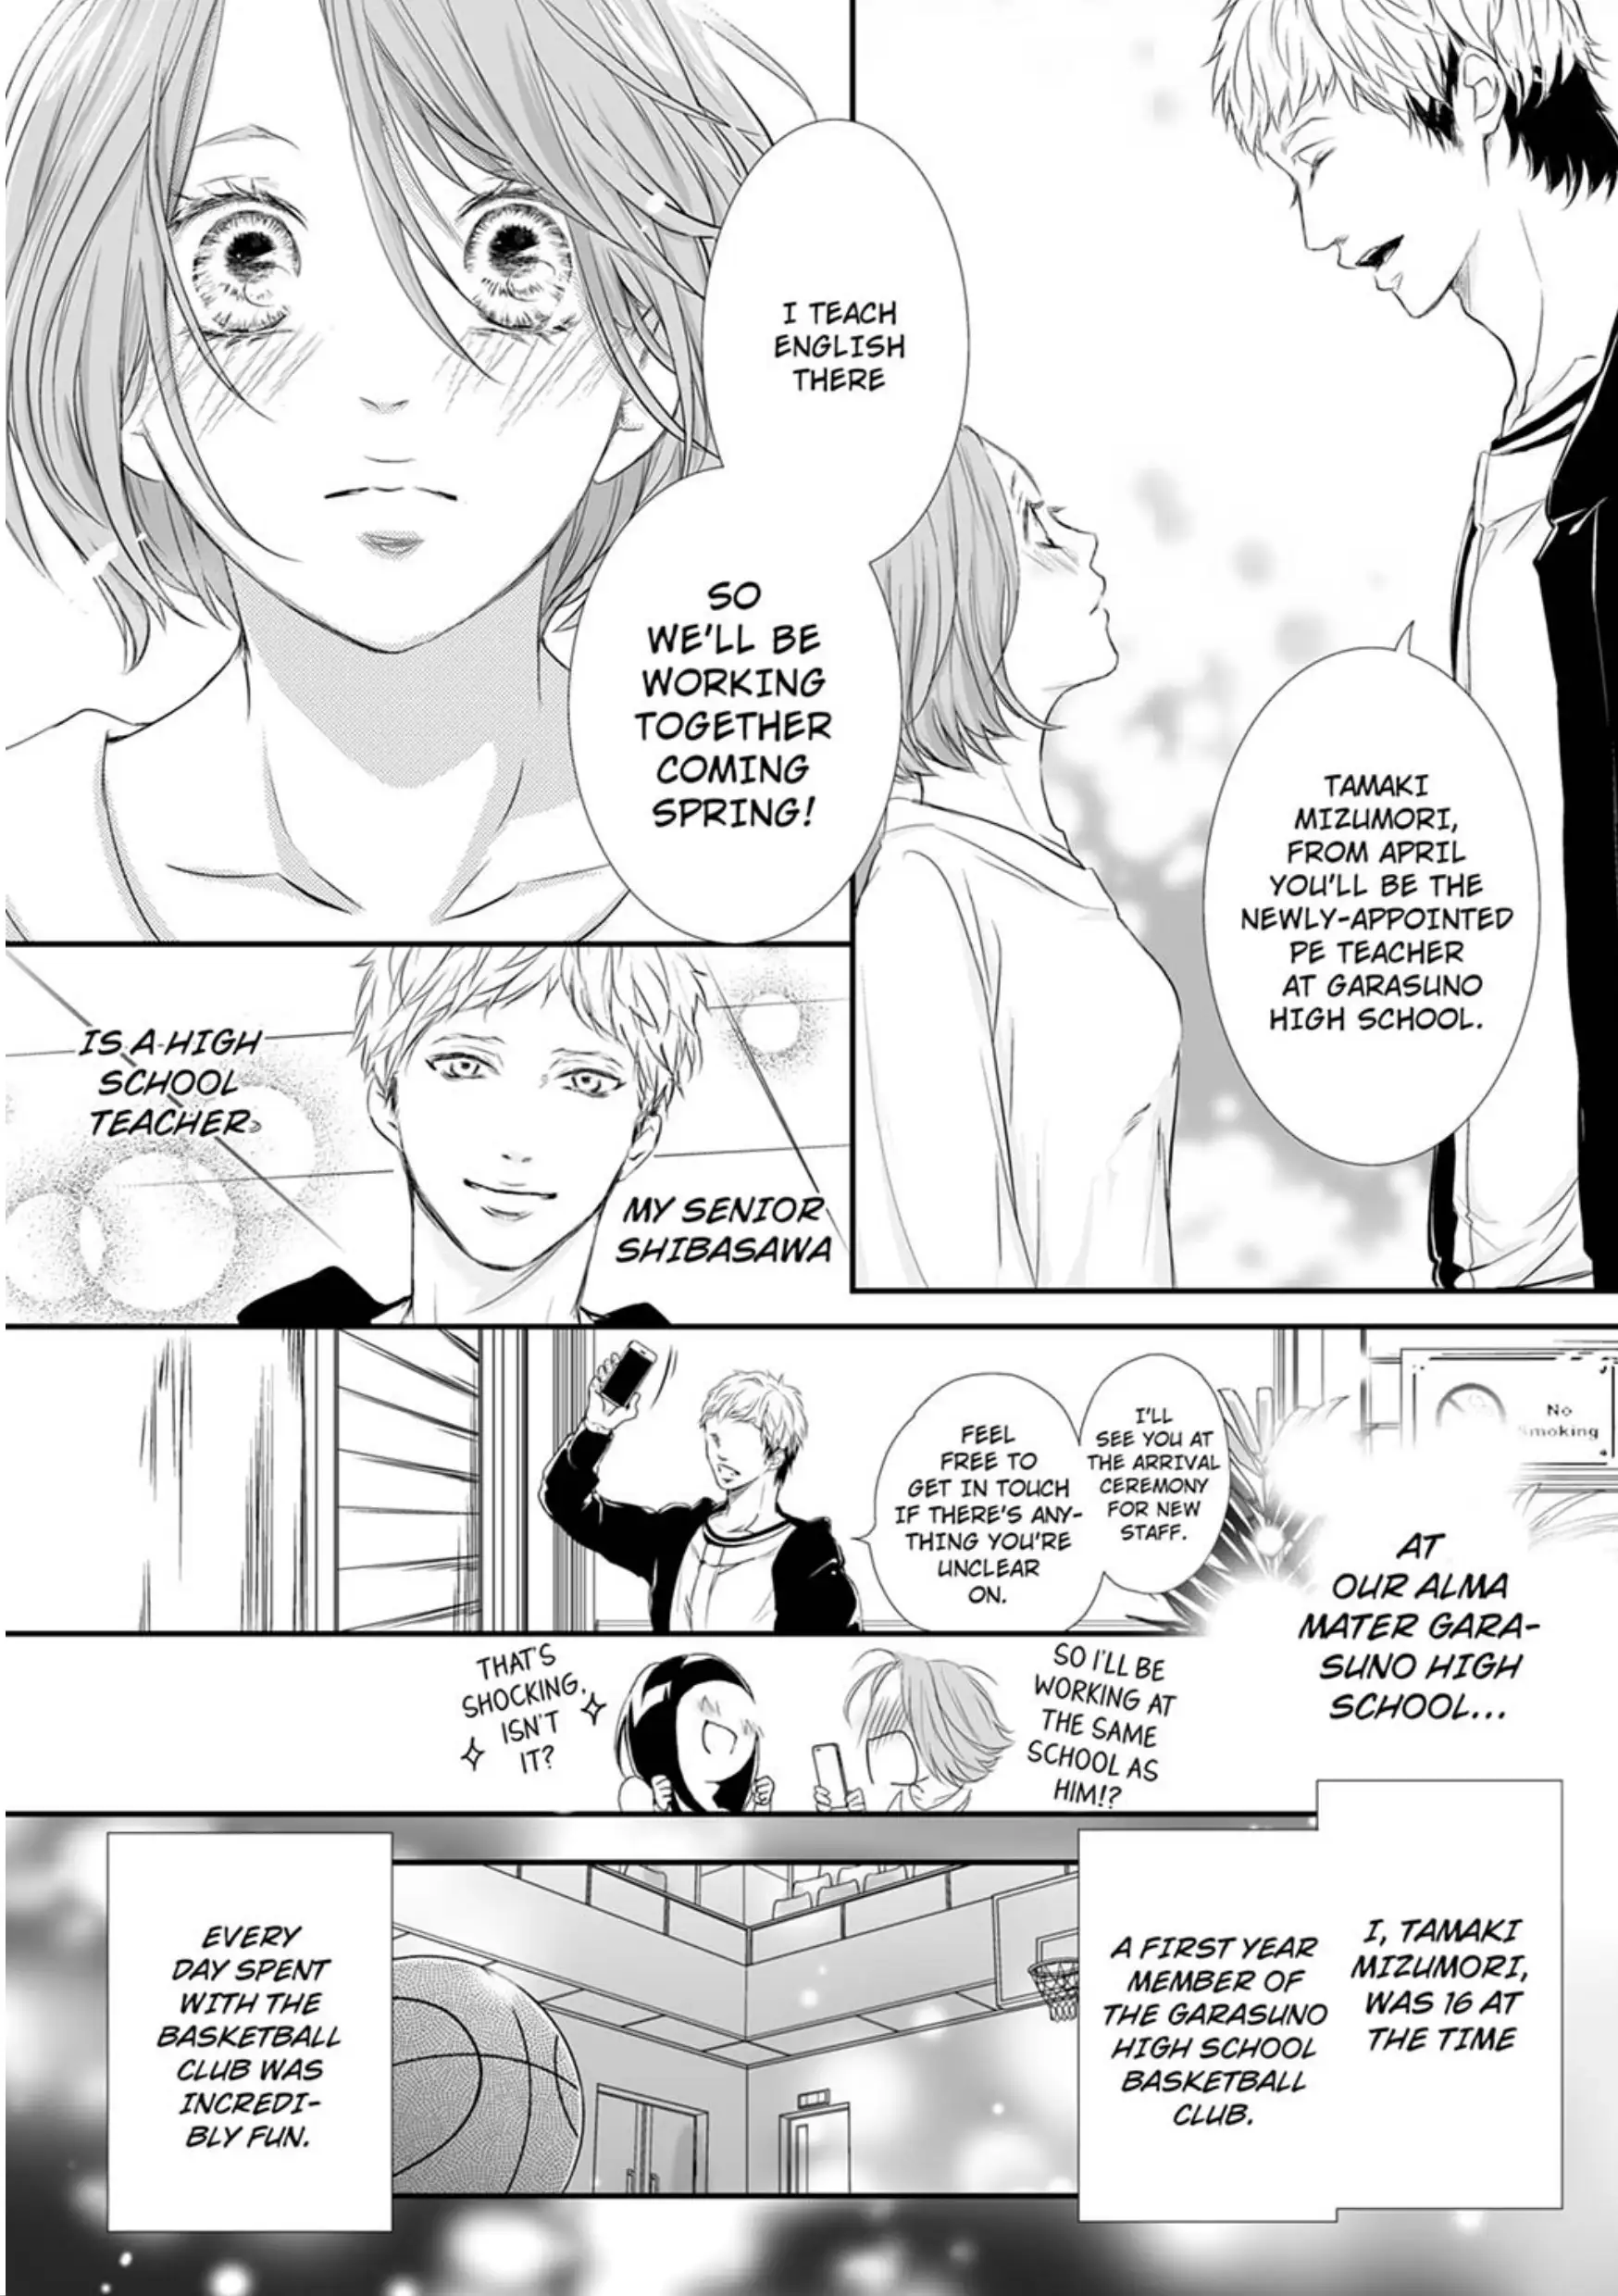 TAMAKI
MIZUMORI,
FROM APRIL
YOU'LL BE THE
NEWLY-APPOINTED
PE TEACHER
AT GARASUNO
HIGH SCHOOL.
I TEACH
ENGLISH
THERE
SO
WE'LL BE
WORKING
TOGETHER
COMING
SPRING!
MY SENIOR
SHIBASAWA
IS A HIGH
SCHOOL
TEACHER
No
Smoking
AT
OUR ALMA
MATER GARA-
SUNO HIGH
SCHOOL...
I'LL
SEE YOU AT
THE ARRIVAL
CEREMONY
FOR NEW
STAFF.
FEEL
FREE TO
GET IN TOUCH
IF THERE'S ANY-
THING YOU'RE
UNCLEAR
ON.
SO I'LL BE
WORKING AT
THE SAME
SCHOOL AS
HIM!?
THAT'S
SHOCKING,
ISN'T
IT?
I, TAMAKI
MIZUMORI,
WAS 16 AT
THE TIME
A FIRST YEAR
MEMBER OF
THE GARASUNO
HIGH SCHOOL
BASKETBALL
CLUB.
EVERY
DAY SPENT
WITH THE
BASKETBALL
CLUB WAS
INCREDI-
BLY FUN.